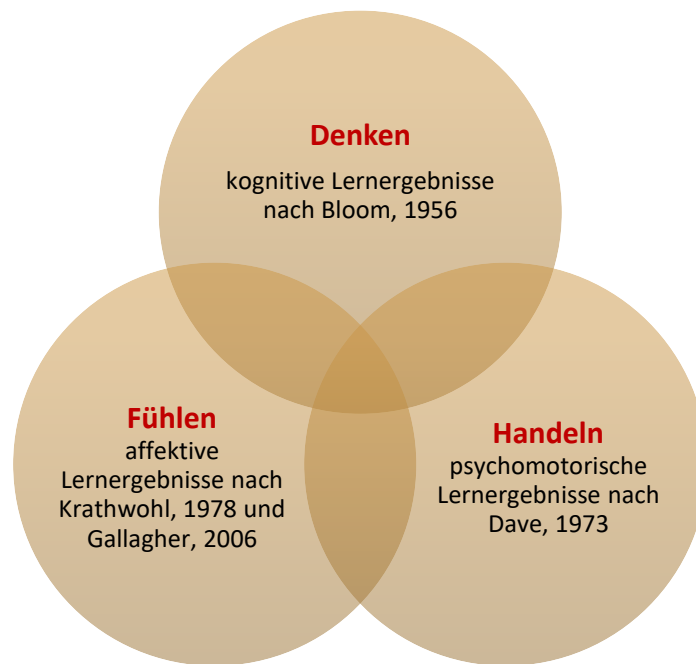 Denken
kognitive Lernergebnisse
nach Bloom, 1956
Fühlen
affektive
Lernergebnisse nach
Krathwohl, 1978 und
Gallagher, 2006
Handeln
psychomotorische
Lernergebnisse nach
Dave, 1973